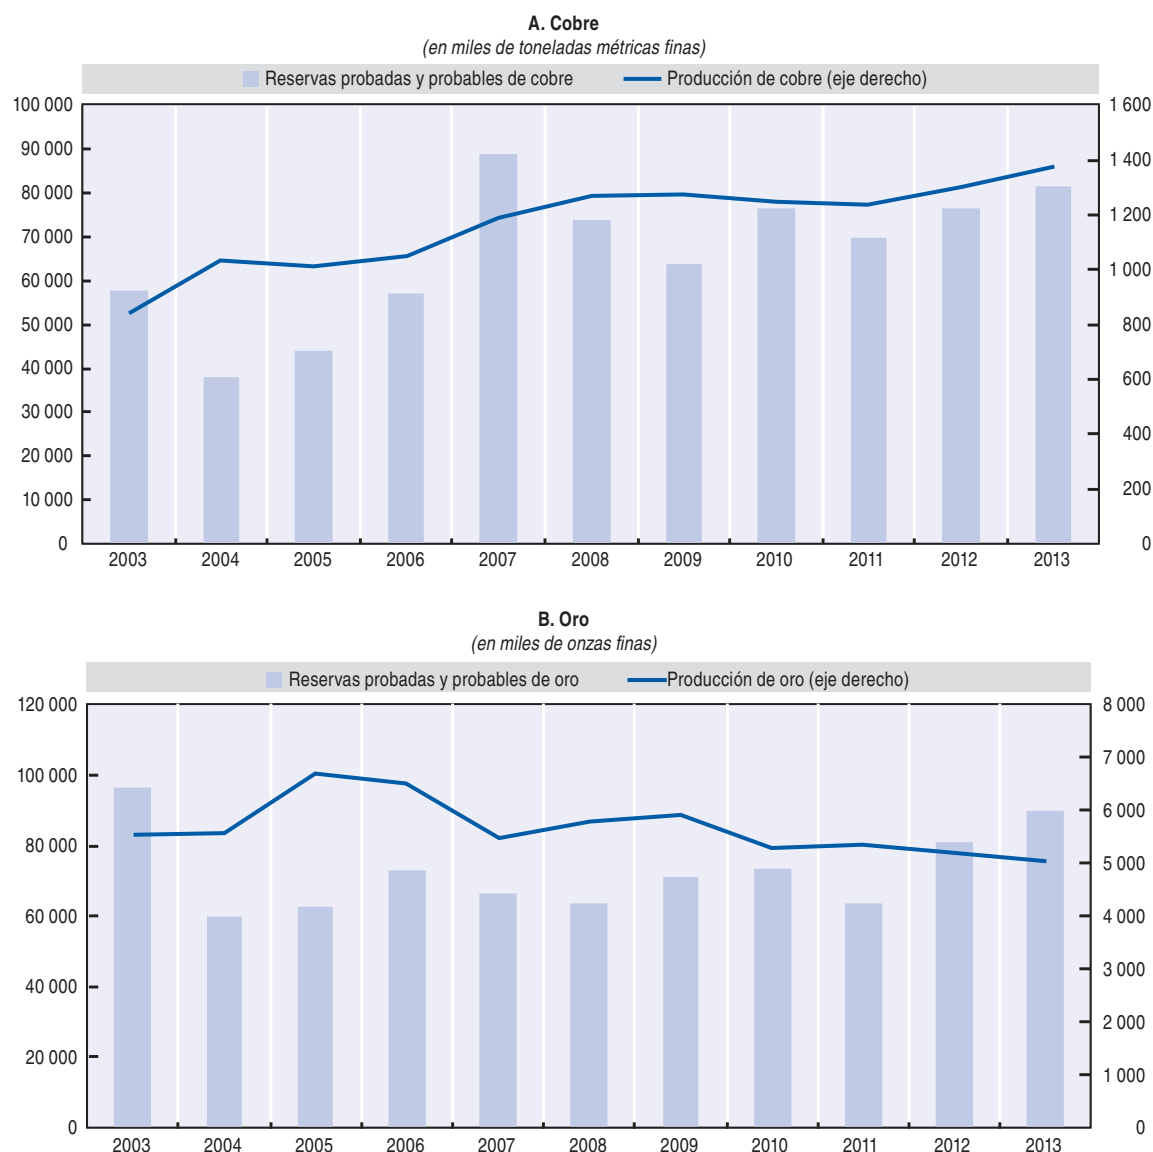 A. Cobre
(en miles de toneladas métricas finas)
Reservas probadas y probables de cobre Producción de cobre (eje derecho)
100 000 1 600
90 000 1 400
80 000 1 200
70 000 1 000
60 000 800
50 000 600
40 000 400
30 000 200
20 000 0
10 000
0
2003 2004 2005 2006 2007 2008 2009 2010 2011 2012 2013
B. Oro
(en miles de onzas finas)
Reservas probadas y probables de oro Producción de oro (eje derecho)
120 000 8 000
100 000 7 000
80 000 6 000
60 000 5 000
40 000 4 000
20 000 3 000
0 2 000
1 000
0
2003 2004 2005 2006 2007 2008 2009 2010 2011 2012 2013